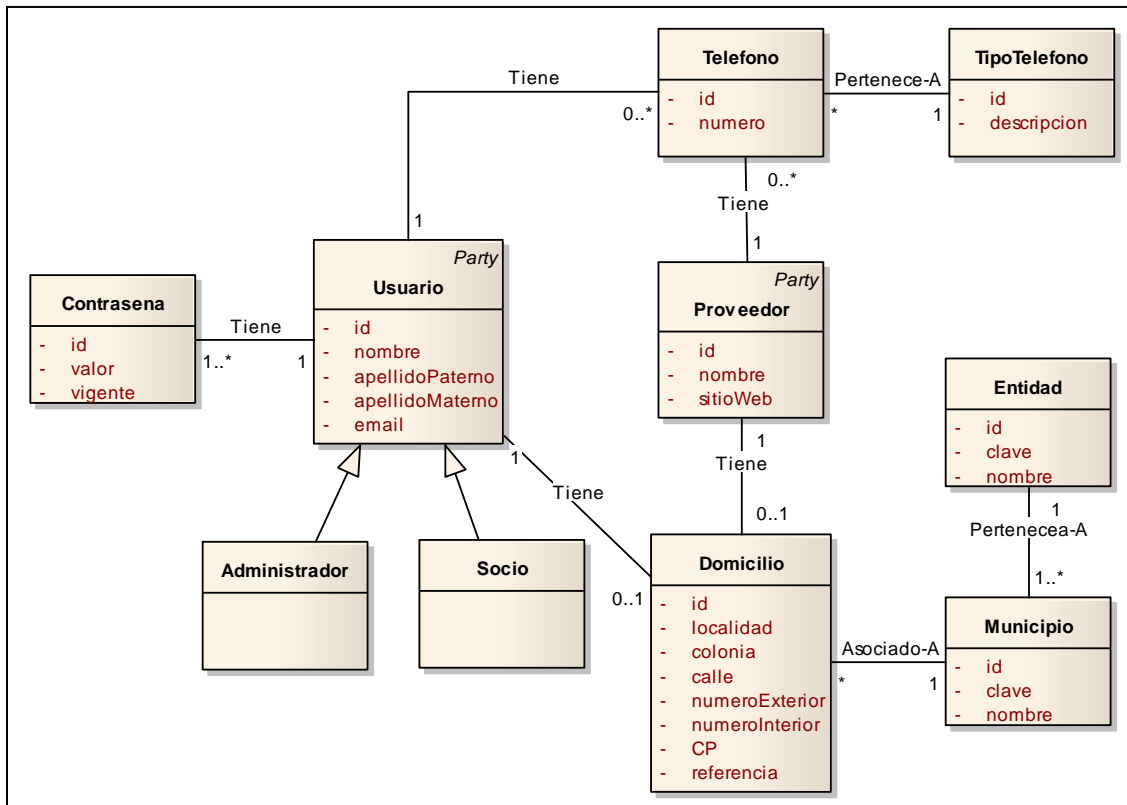 Telefono
- id
- numero
TipoTelefono
- id
- descripcion
Tiene
0..*
1
Pertenece-A
*
1
0..*
Tiene
1
Party
Usuario
- id
- nombre
- apellidoPaterno
- apellidoMaterno
- email
Contrasena
- id
- valor
- vigente
Tiene
1..*
1
Party
Proveedor
- id
- nombre
- sitioWeb
Entidad
- id
- clave
- nombre
1
Tiene
0..1
1
Tiene
0..1
1
Pertenecea-A
1..*
Administrador
Socio
Domicilio
- id
- localidad
- colonia
- calle
- numeroExterior
- numeroInterior
- CP
- referencia
Asociado-A
*
1
Municipio
- id
- clave
- nombre